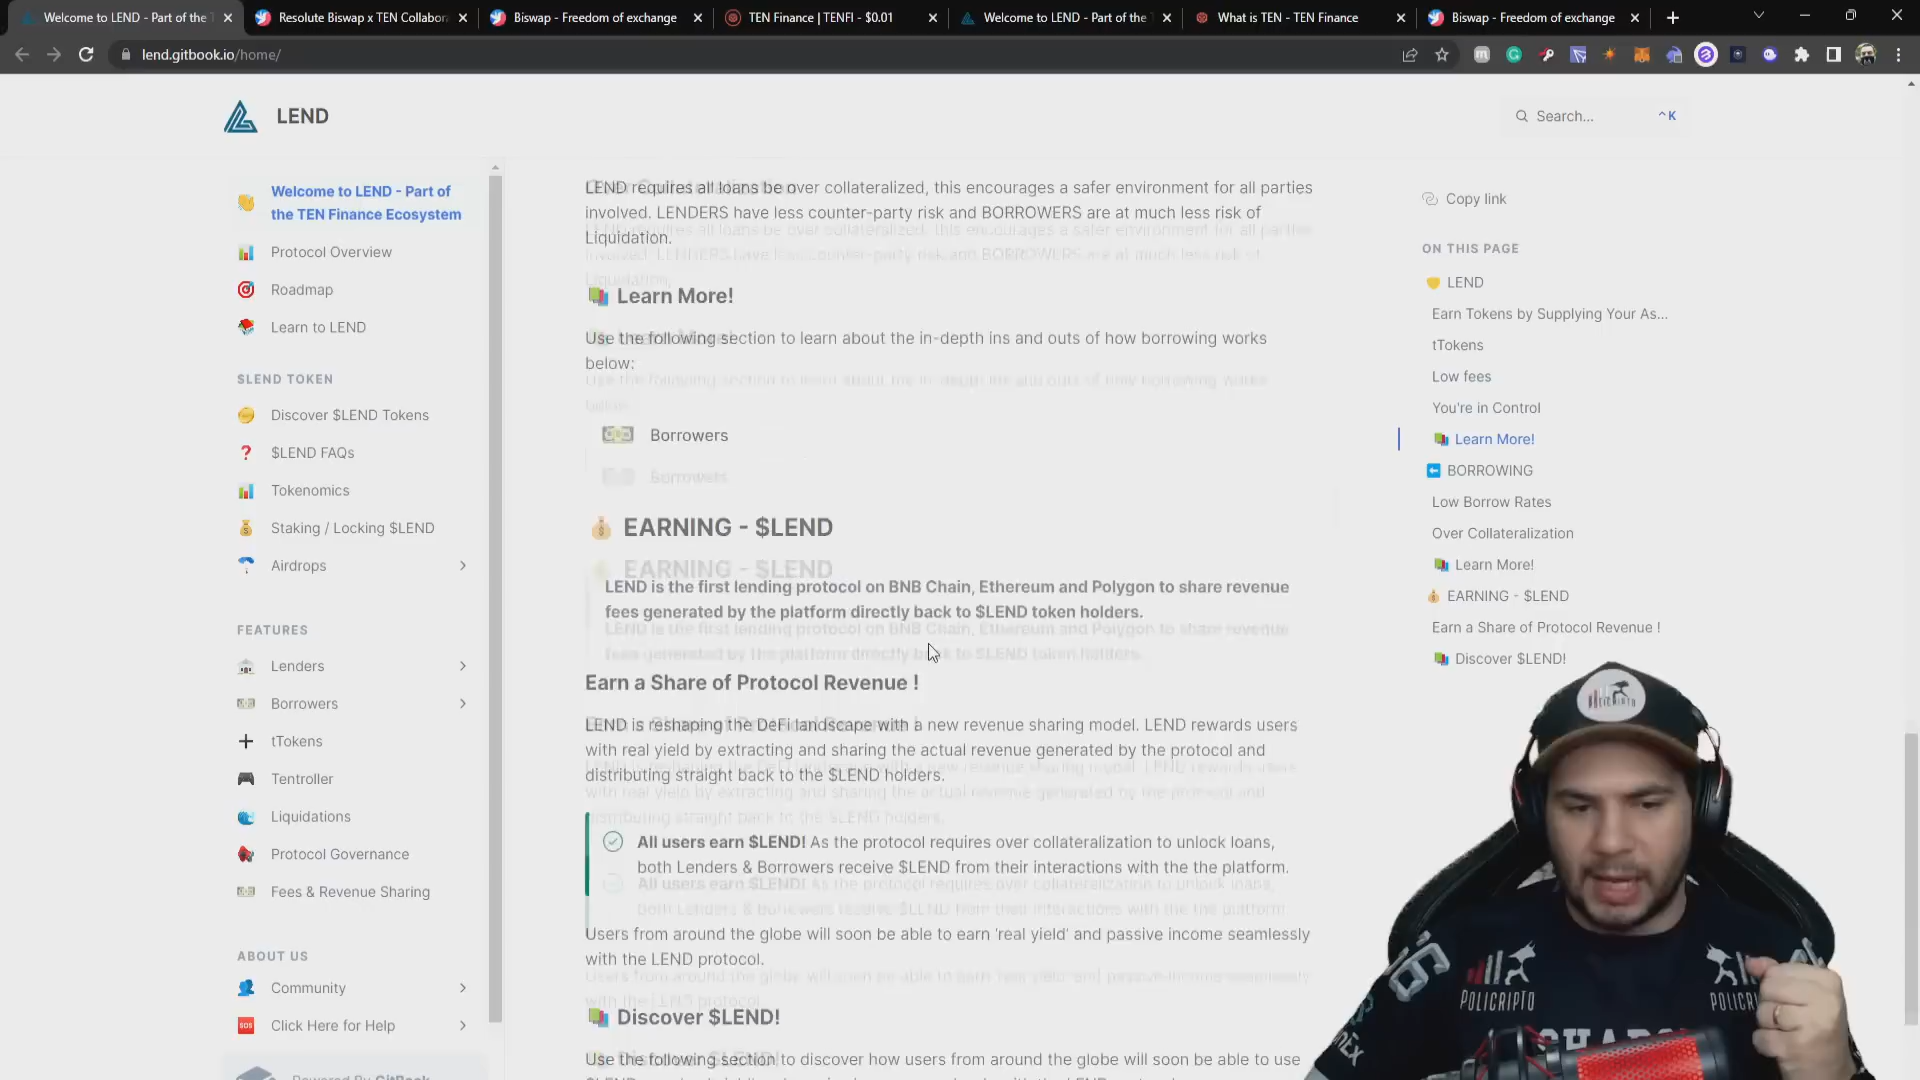 Welcome to LEND - Part of the T
Resolute Biswap x TEN Collabora
Biswap - Freedom of exchange
TEN Finance | TENFI - $0.01
Welcome to LEND - Part of the T
What is TEN - TEN Finance
Biswap - Freedom of exchange
lend.gitbook.io/home/
LEND
Search...
^ K
Welcome to LEND - Part of
the TEN Finance Ecosystem
Protocol Overview
Roadmap
Learn to LEND
$LEND TOKEN
Discover $LEND Tokens
$LEND FAQs
Tokenomics
Staking / Locking $LEND
Airdrops
FEATURES
Lenders
Borrowers
tTokens
Tentroller
Liquidations
Protocol Governance
Fees & Revenue Sharing
ABOUT US
Community
Click Here for Help
Powered By GitBook
LEND requires all loans be over collateralized, this encourages a safer environment for all parties
involved. LENDERS have less counter-party risk and BORROWERS are at much less risk of
Liquidation.
Learn More!
Use the following section to learn about the in-depth ins and outs of how borrowing works
below:
Borrowers
EARNING - $LEND
LEND is the first lending protocol on BNB Chain, Ethereum and Polygon to share revenue
fees generated by the platform directly back to $LEND token holders.
Earn a Share of Protocol Revenue !
LEND is reshaping the DeFi landscape with a new revenue sharing model. LEND rewards users
with real yield by extracting and sharing the actual revenue generated by the protocol and
distributing straight back to the $LEND holders.
All users earn $LEND! As the protocol requires over collateralization to unlock loans,
both Lenders & Borrowers receive $LEND from their interactions with the the platform.
Users from around the globe will soon be able to earn 'real yield' and passive income seamlessly
with the LEND protocol.
Discover $LEND!
Use the following section to discover how users from around the globe will soon be able to use
Copy link
ON THIS PAGE
LEND
Earn Tokens by Supplying Your As...
tTokens
Low fees
You're in Control
Learn More!
BORROWING
Low Borrow Rates
Over Collateralization
Learn More!
EARNING - $LEND
Earn a Share of Protocol Revenue !
Discover $LEND!
POLICRIPTO